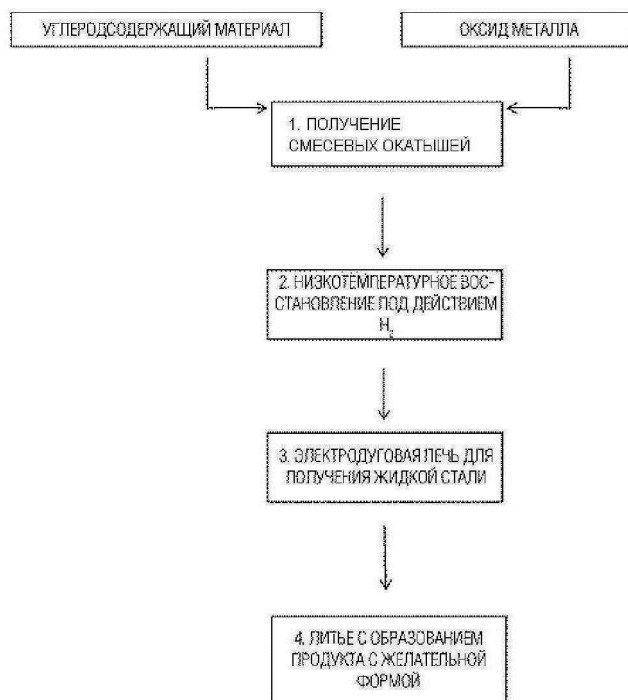 УГЛЕРОДСОДЕРЖАЩИЙ МАТЕРИАЛ
ОКСИД МЕТАЛЛА
1. ПОЛУЧЕНИЕ
СМЕСЕВЫХ ОКАТЫШЕЙ
2. НИЗКОТЕМПЕРАТУРНОЕ ВОС-
СТАНОВЛЕНИЕ ПОД ДЕЙСТВИЕМ
H₂
3. ЭЛЕКТРОДУГОВАЯ ПЕЧЬ ДЛЯ
ПОЛУЧЕНИЯ ЖИДКОЙ СТАЛИ
4. ЛИТЬЕ С ОБРАЗОВАНИЕМ
ПРОДУКТА С ЖЕЛАТЕЛЬНОЙ
ФОРМОЙ